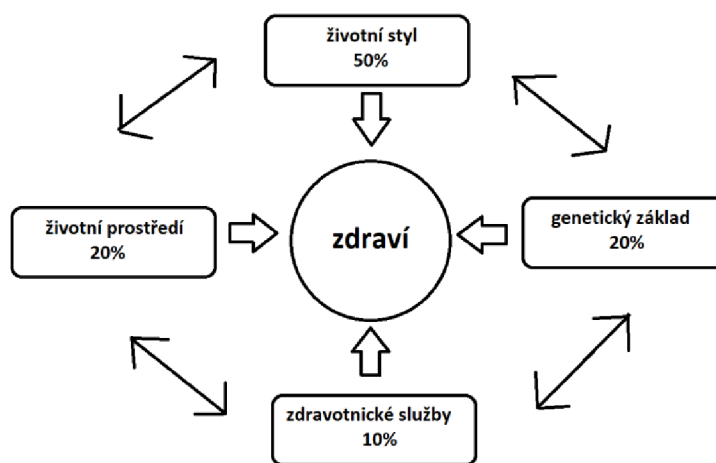 životní styl
50%
životní prostředí
20%
zdraví
genetický základ
20%
zdravotnické služby
10%